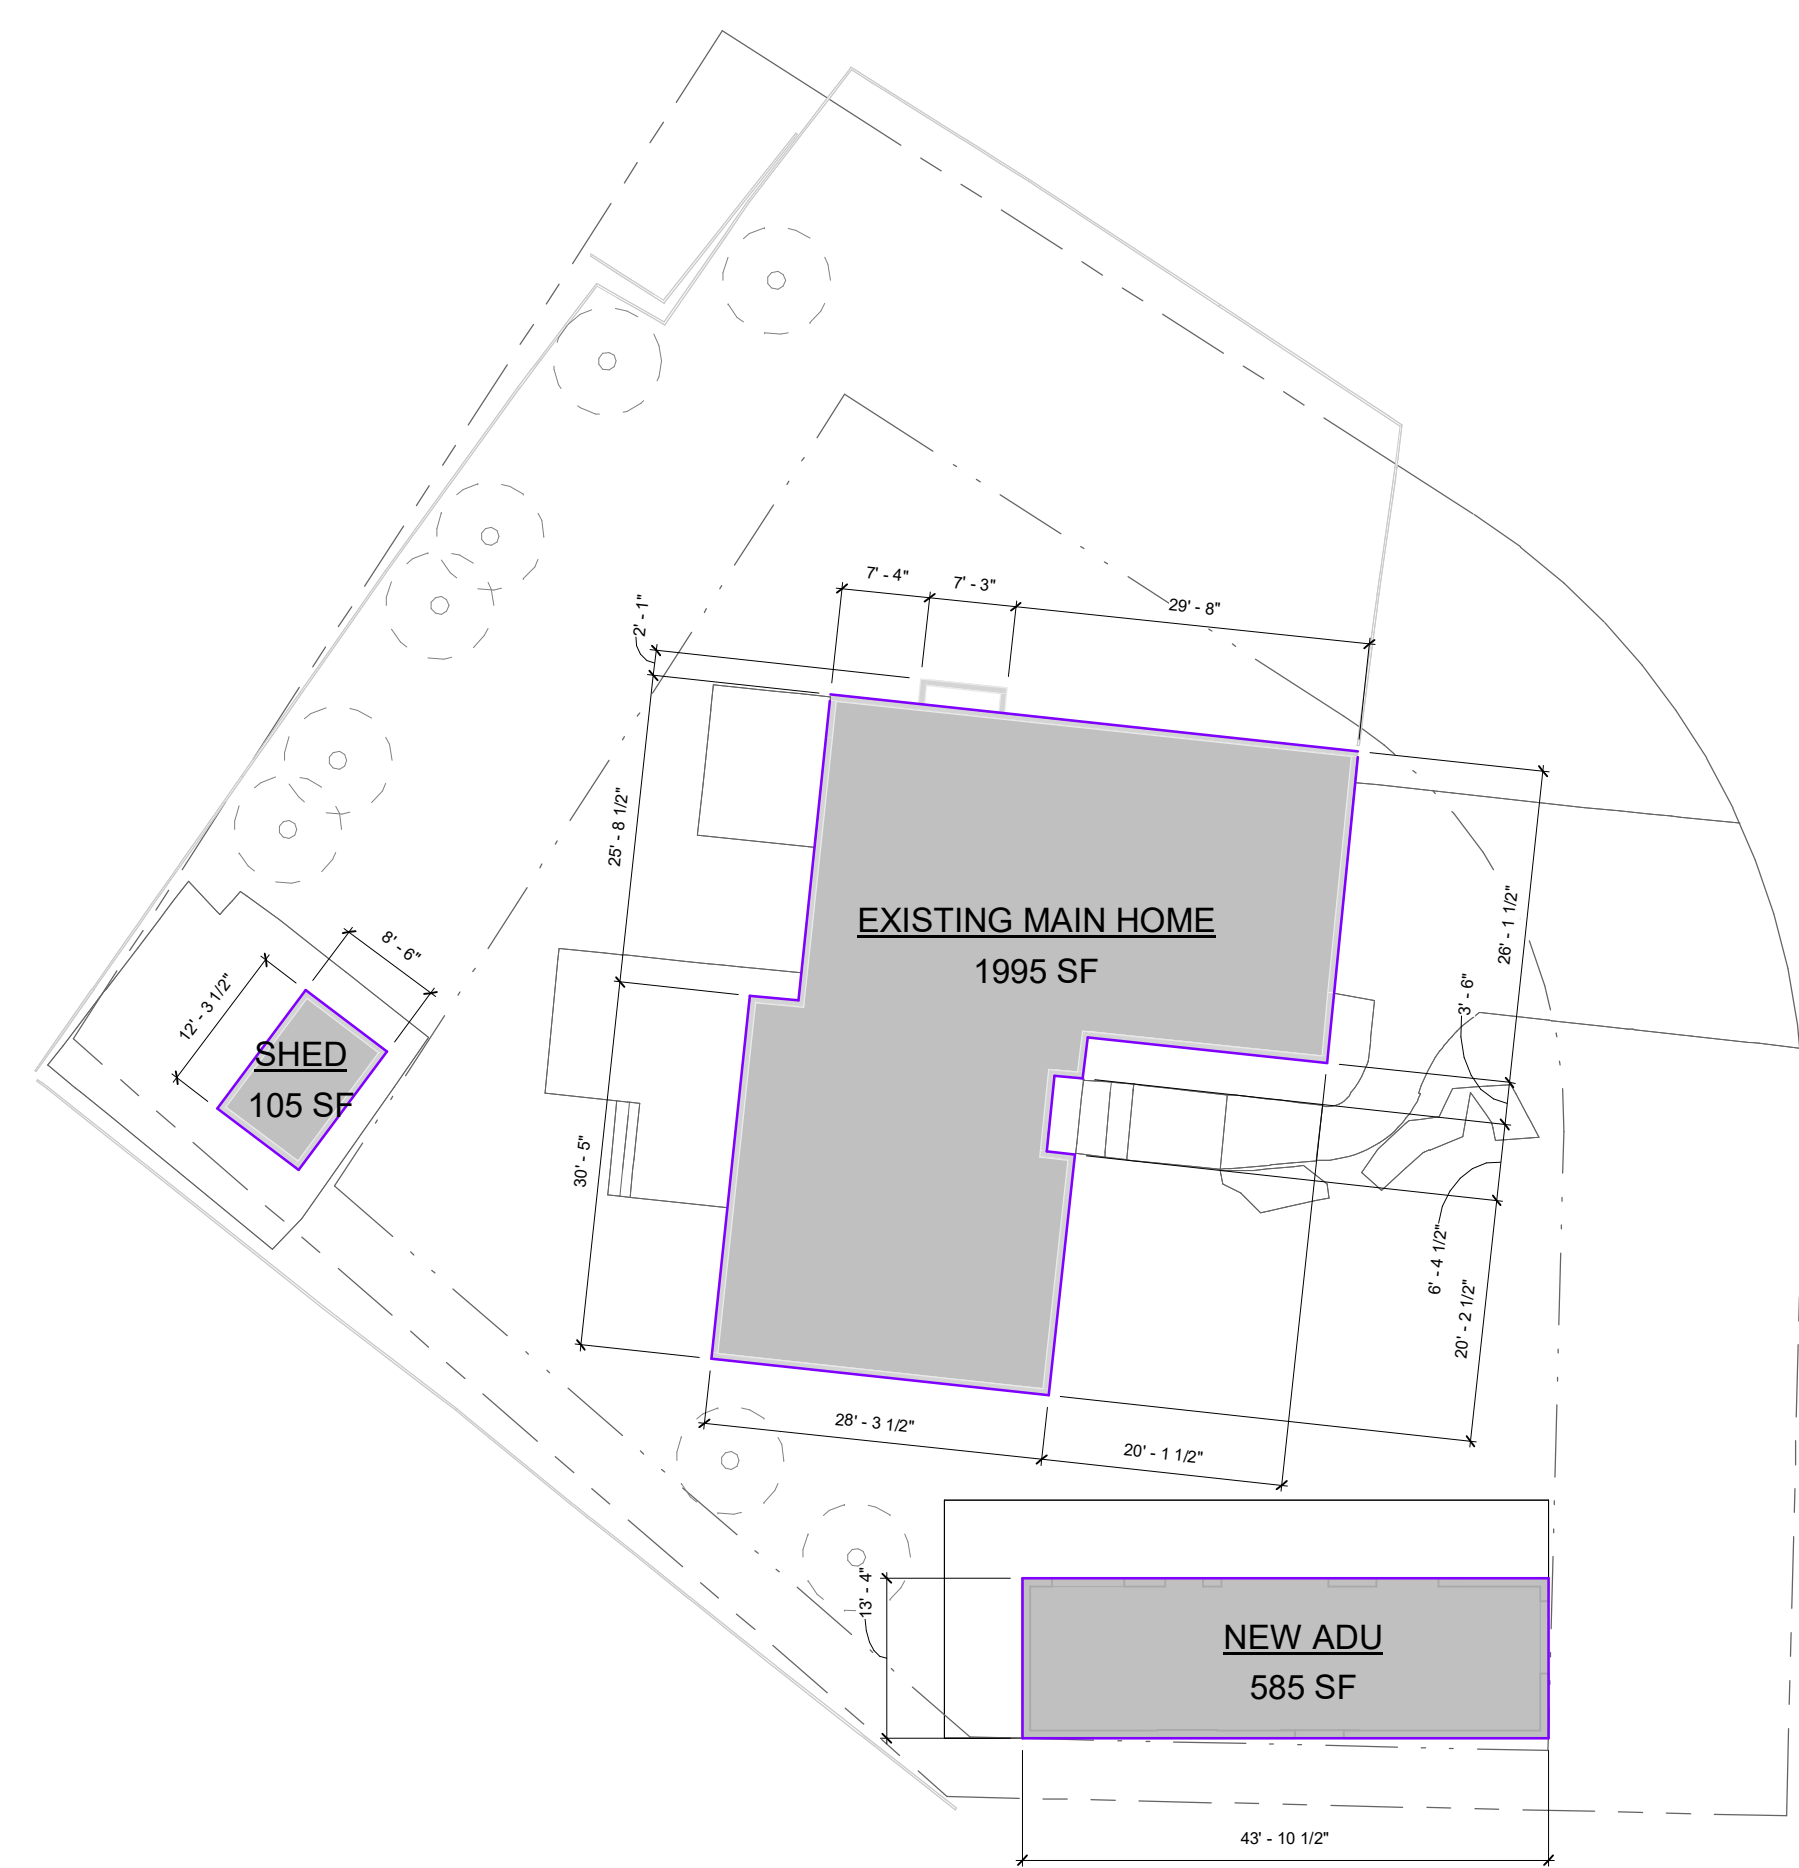 7' - 4"
7' - 3"
29' - 8"
2' - 1"
25' - 8 1/2"
EXISTING MAIN HOME
1995 SF
26' - 1 1/2"
3' - 6"
8' - 6"
12' - 3 1/2"
SHED
105 SF
30' - 5"
6' - 4 1/2"
20' - 2 1/2"
28' - 3 1/2"
20' - 1 1/2"
13' - 4"
NEW ADU
585 SF
43' - 10 1/2"